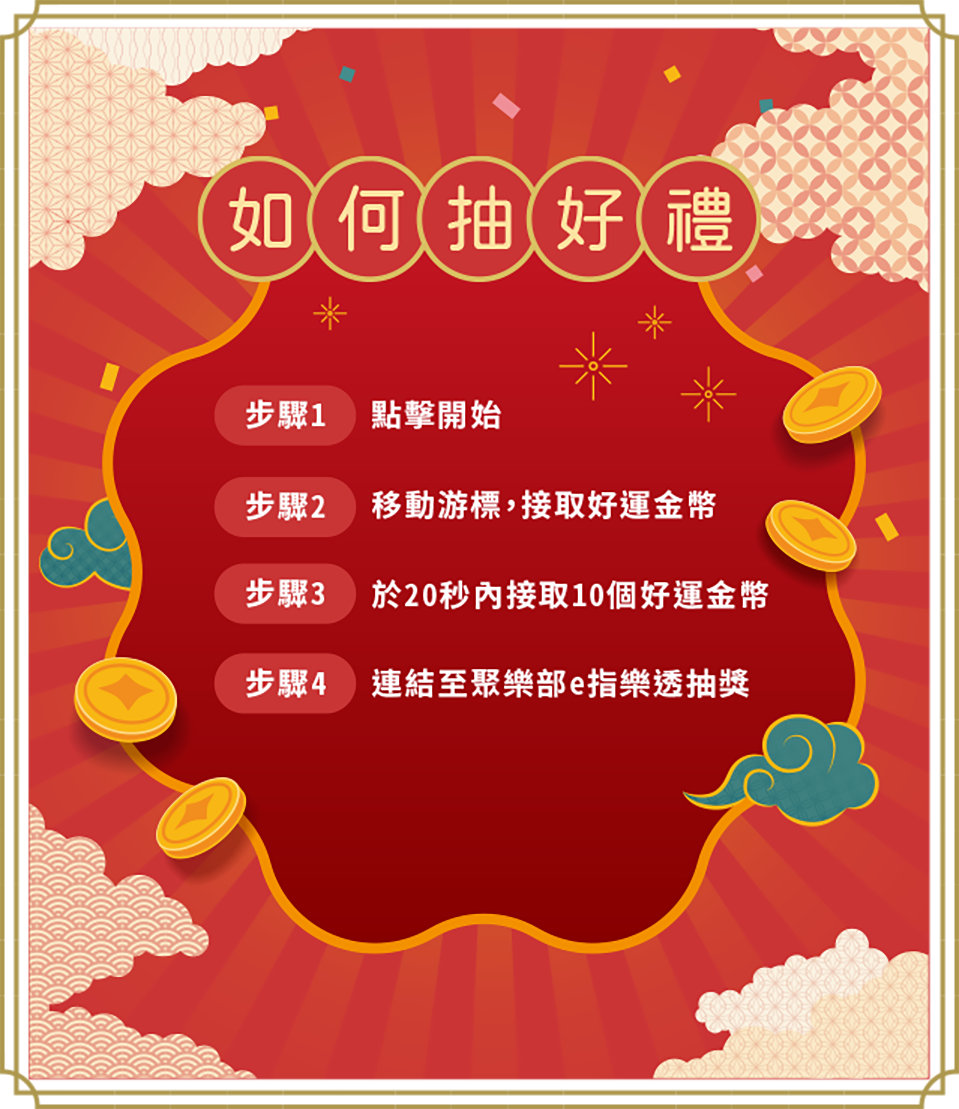 如何抽好禮
步驟1 點擊開始
步驟2 移動游標，接取好運金幣
步驟3 於20秒內接取10個好運金幣
步驟4 連結至聚樂部e指樂透抽獎